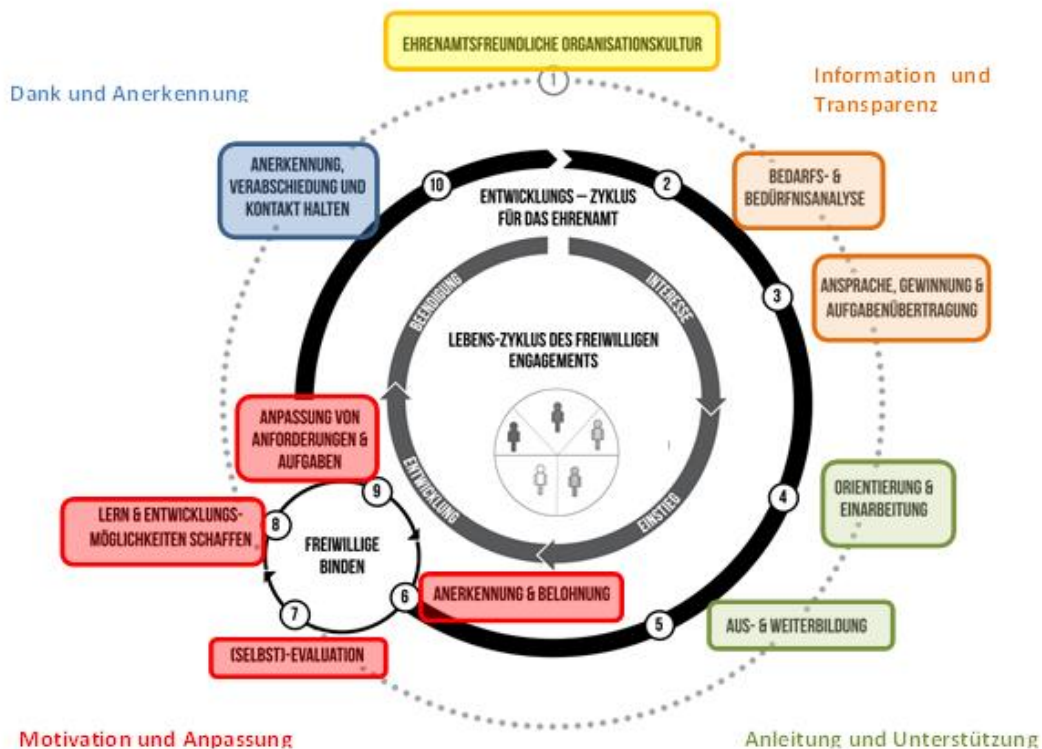 EHRENAMTSFREUNDLICHE ORGANISATIONSKULTUR
1
Dank und Anerkennung
Information und
Transparenz
ANERKENNUNG,
VERABSCHIEDUNG UND
KONTAKT HALTEN
10
2
BEDARFS- &
BEDÜRFNISANALYSE
ENTWICKLUNGS – ZYKLUS
FÜR DAS EHRENAMT
3
ANSPRACHE, GEWINNUNG &
AUFGABENÜBERTRAGUNG
BEENDIGUNG
INTERESSE
LEBENS-ZYKLUS DES FREIWILLIGEN
ENGAGEMENTS
ENTWICKLUNG
EINSTIEG
ANPASSUNG VON
ANFORDERUNGEN &
AUFGABEN
9
4
ORIENTIERUNG &
EINARBEITUNG
LERN & ENTWICKLUNGS-
MÖGLICHKEITEN SCHAFFEN
8
FREIWILLIGE
BINDEN
6
ANERKENNUNG & BELOHNUNG
7
5
AUS- & WEITERBILDUNG
(SELBST)-EVALUATION
Motivation und Anpassung
Anleitung und Unterstützung